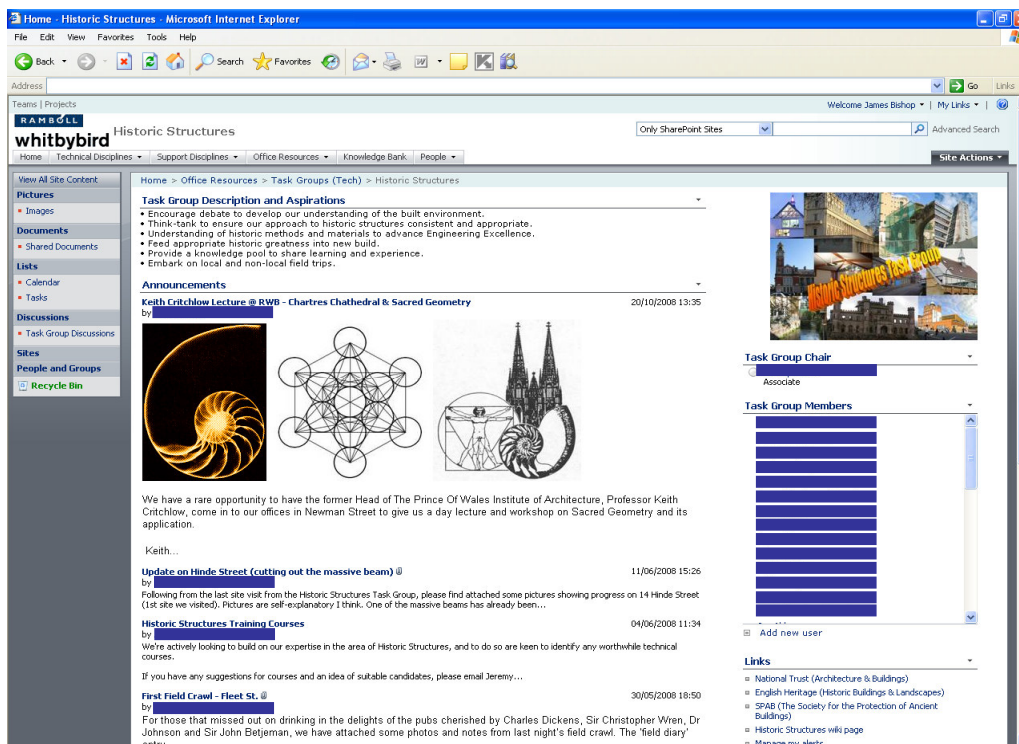 Home - Historic Structures - Microsoft Internet Explorer
File Edit View Favorites Tools Help
Back Search Favorites
Address Go Links
Teams | Projects
Welcome James Bishop | My Links |
RAMBOLL
whitbybird
Historic Structures
Only SharePoint Sites Advanced Search
Home Technical Disciplines Support Disciplines Office Resources Knowledge Bank People Site Actions
View All Site Content
Pictures
Images
Documents
Shared Documents
Lists
Calendar
Tasks
Discussions
Task Group Discussions
Sites
People and Groups
Recycle Bin
Home > Office Resources > Task Groups (Tech) > Historic Structures
Task Group Description and Aspirations
• Encourage debate to develop our understanding of the built environment.
• Think-tank to ensure our approach to historic structures consistent and appropriate.
• Understanding of historic methods and materials to advance Engineering Excellence.
• Feed appropriate historic greatness into new build.
• Provide a knowledge pool to share learning and experience.
• Embark on local and non-local field trips.
Announcements
Keith Critchlow Lecture @ RWB - Chartres Chathedral & Sacred Geometry 20/10/2008 13:35
by
We have a rare opportunity to have the former Head of The Prince Of Wales Institute of Architecture, Professor Keith
Critchlow, come in to our offices in Newman Street to give us a day lecture and workshop on Sacred Geometry and its
application.
Keith...
Update on Hinde Street (cutting out the massive beam) 11/06/2008 15:26
by
Following from the last site visit from the Historic Structures Task Group, please find attached some pictures showing progress on 14 Hinde Street
(1st site we visited). Pictures are self-explanatory I think. One of the massive beams has already been...
Historic Structures Training Courses 04/06/2008 11:34
by
We're actively looking to build on our expertise in the area of Historic Structures, and to do so are keen to identify any worthwhile technical
courses.
If you have any suggestions for courses and an idea of suitable candidates, please email Jeremy...
First Field Crawl - Fleet St. 30/05/2008 18:50
by
For those that missed out on drinking in the delights of the pubs cherished by Charles Dickens, Sir Christopher Wren, Dr
Johnson and Sir John Betjeman, we have attached some photos and notes from last night's field crawl. The 'field diary'
Historic Structures Task Group
Task Group Chair
Associate
Task Group Members
Add new user
Links
National Trust (Architecture & Buildings)
English Heritage (Historic Buildings & Landscapes)
SPAB (The Society for the Protection of Ancient
Buildings)
Historic Structures wiki page
Manage my alerts